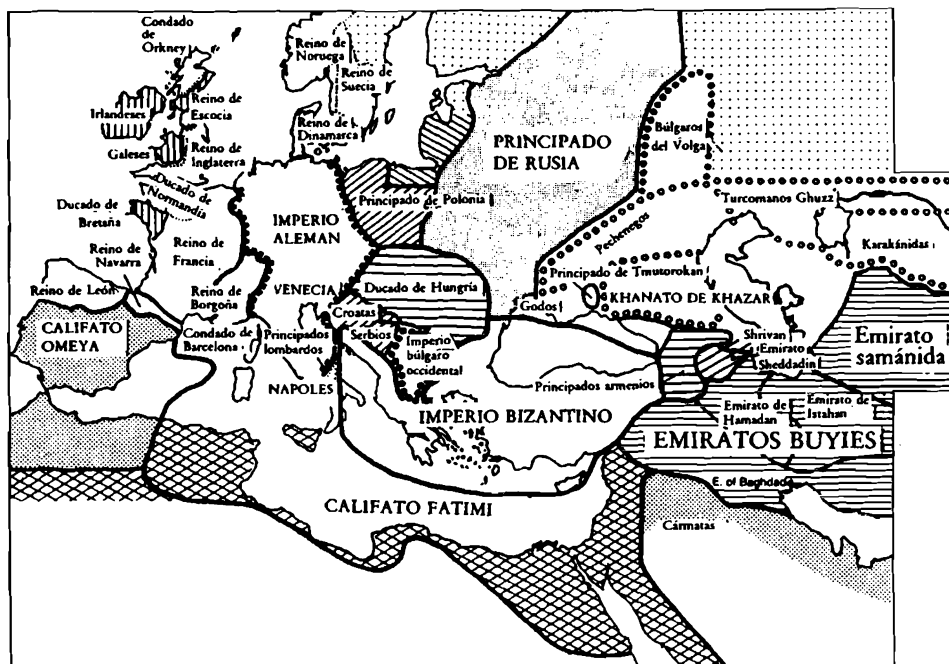 Condado
de
Orkney
Reino de
Noruega
Reino de
Suecia
Irlandeses
Reino de
Escocia
Galeses
Reino de
Inglaterra
Reino de
Dinamarca
PRINCIPADO
DE RUSIA
Búlgaros
del Volga
Ducado de
Normandía
Ducado de
Bretaña
IMPERIO
ALEMAN
Principado de Polonia
Pechenegos
Turcomanos Ghuzz
Karakánidas
Reino de
Navarra
Reino de
Francia
Reino de León
Reino de
Borgoña
VENECIA
Ducado de Hungría
Principado de Tmutorokan
Godos
KHANATO DE KHAZAR
CALIFATO
OMEYA
Condado de
Barcelona
Principados
lombardos
Croatas
Serbios
Imperio
búlgaro
occidental
Shrivan
Emirato
Sheddadin
Emirato
samánida
NAPOLES
Principados armenios
IMPERIO BIZANTINO
Emirato de
Hamadan
Emirato de
Istahan
EMIRATOS BUYIES
E. of Baghdad
CALIFATO FATIMI
Cármatas